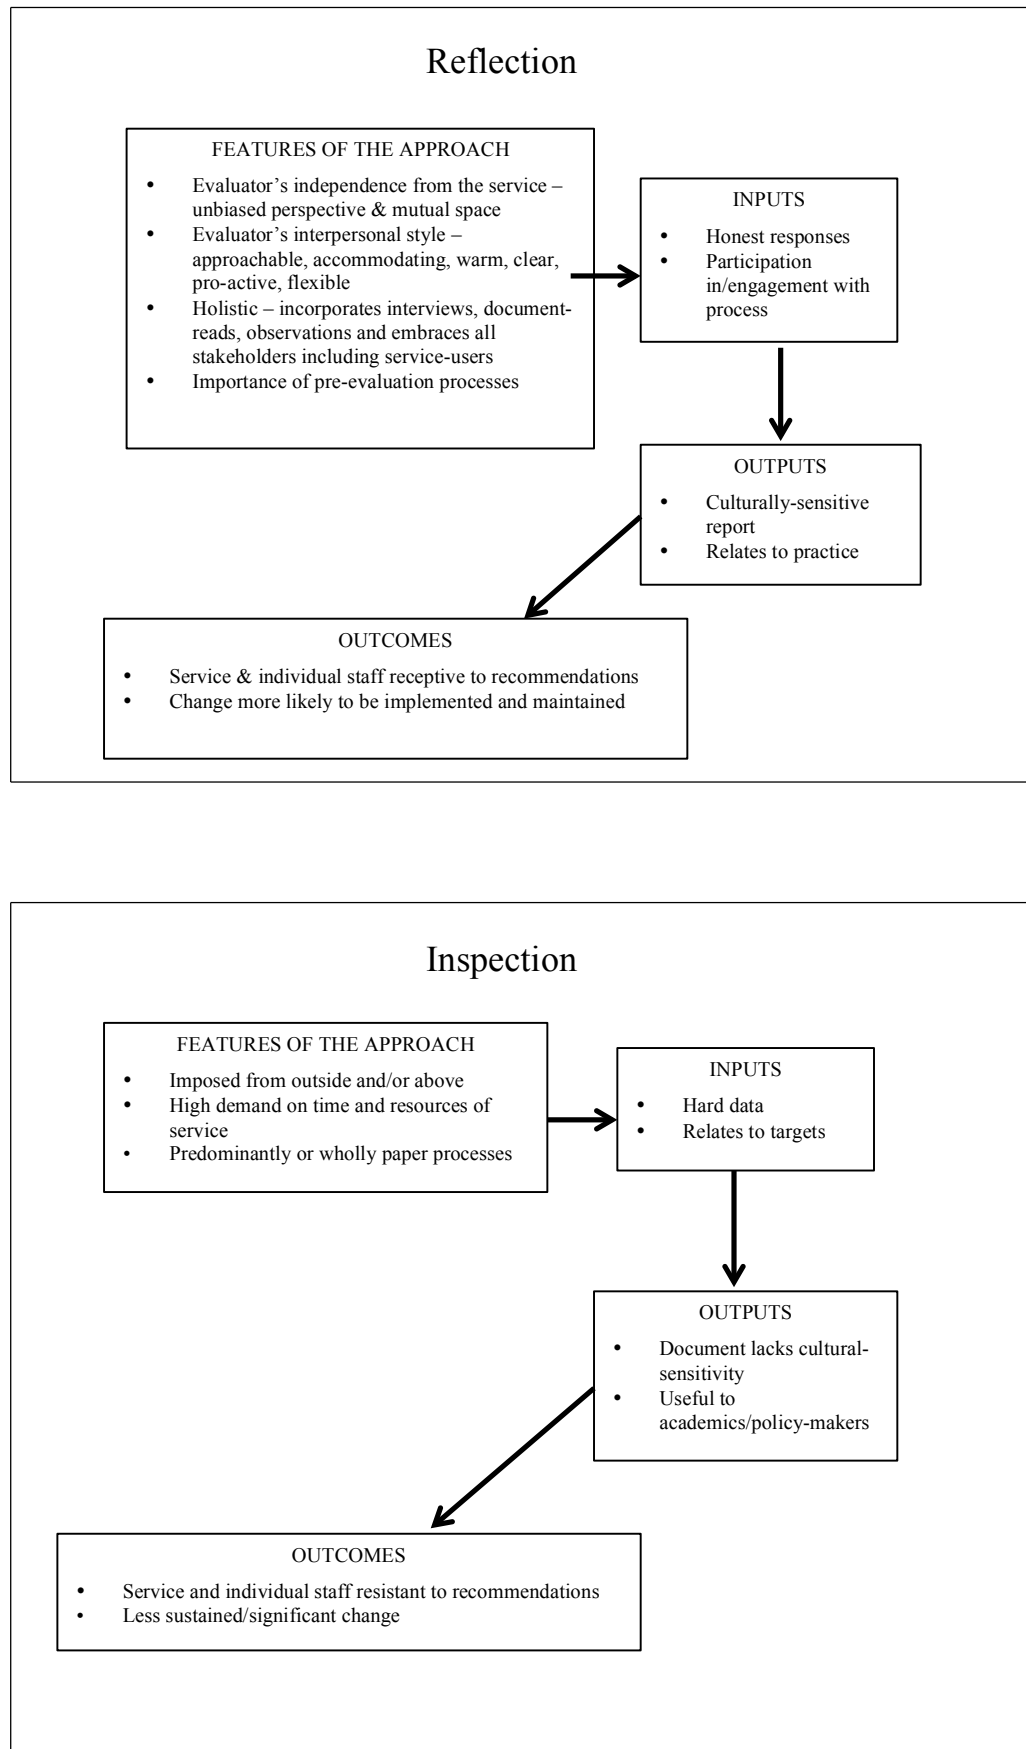 Reflection
FEATURES OF THE APPROACH
• Evaluator’s independence from the service –
unbiased perspective & mutual space
• Evaluator’s interpersonal style –
approachable, accommodating, warm, clear,
pro-active, flexible
• Holistic – incorporates interviews, document-
reads, observations and embraces all
stakeholders including service-users
• Importance of pre-evaluation processes
INPUTS
• Honest responses
• Participation
in/engagement with
process
OUTPUTS
• Culturally-sensitive
report
• Relates to practice
OUTCOMES
• Service & individual staff receptive to recommendations
• Change more likely to be implemented and maintained
Inspection
FEATURES OF THE APPROACH
• Imposed from outside and/or above
• High demand on time and resources of
service
• Predominantly or wholly paper processes
INPUTS
• Hard data
• Relates to targets
OUTPUTS
• Document lacks cultural-
sensitivity
• Useful to
academics/policy-makers
OUTCOMES
• Service and individual staff resistant to recommendations
• Less sustained/significant change